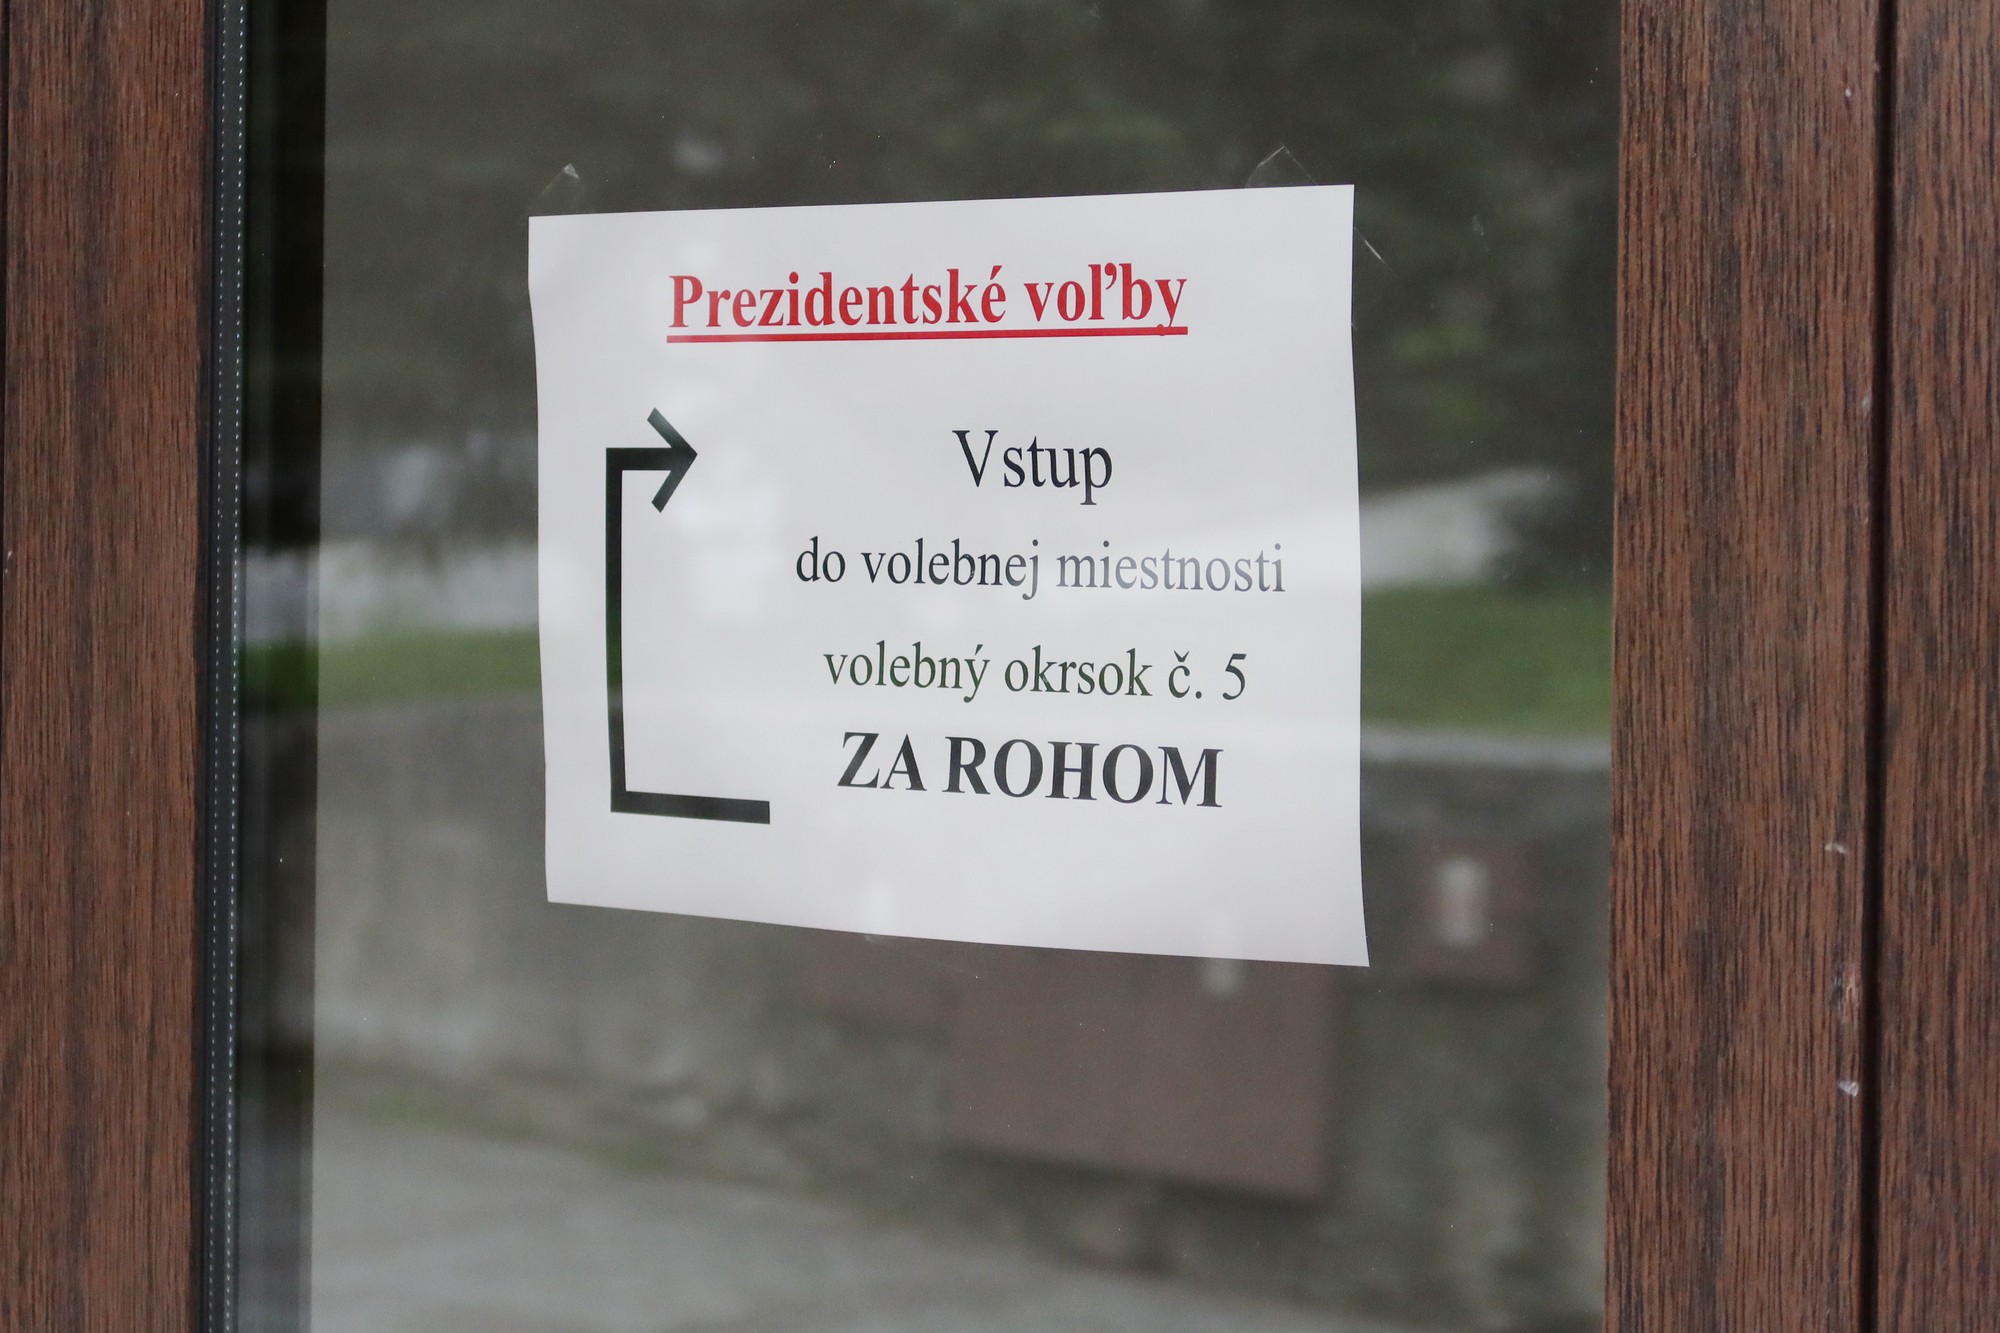 Prezidentské voľby
Vstup
do volebnej miestnosti
volebný okrsok č. 5
ZA ROHOM